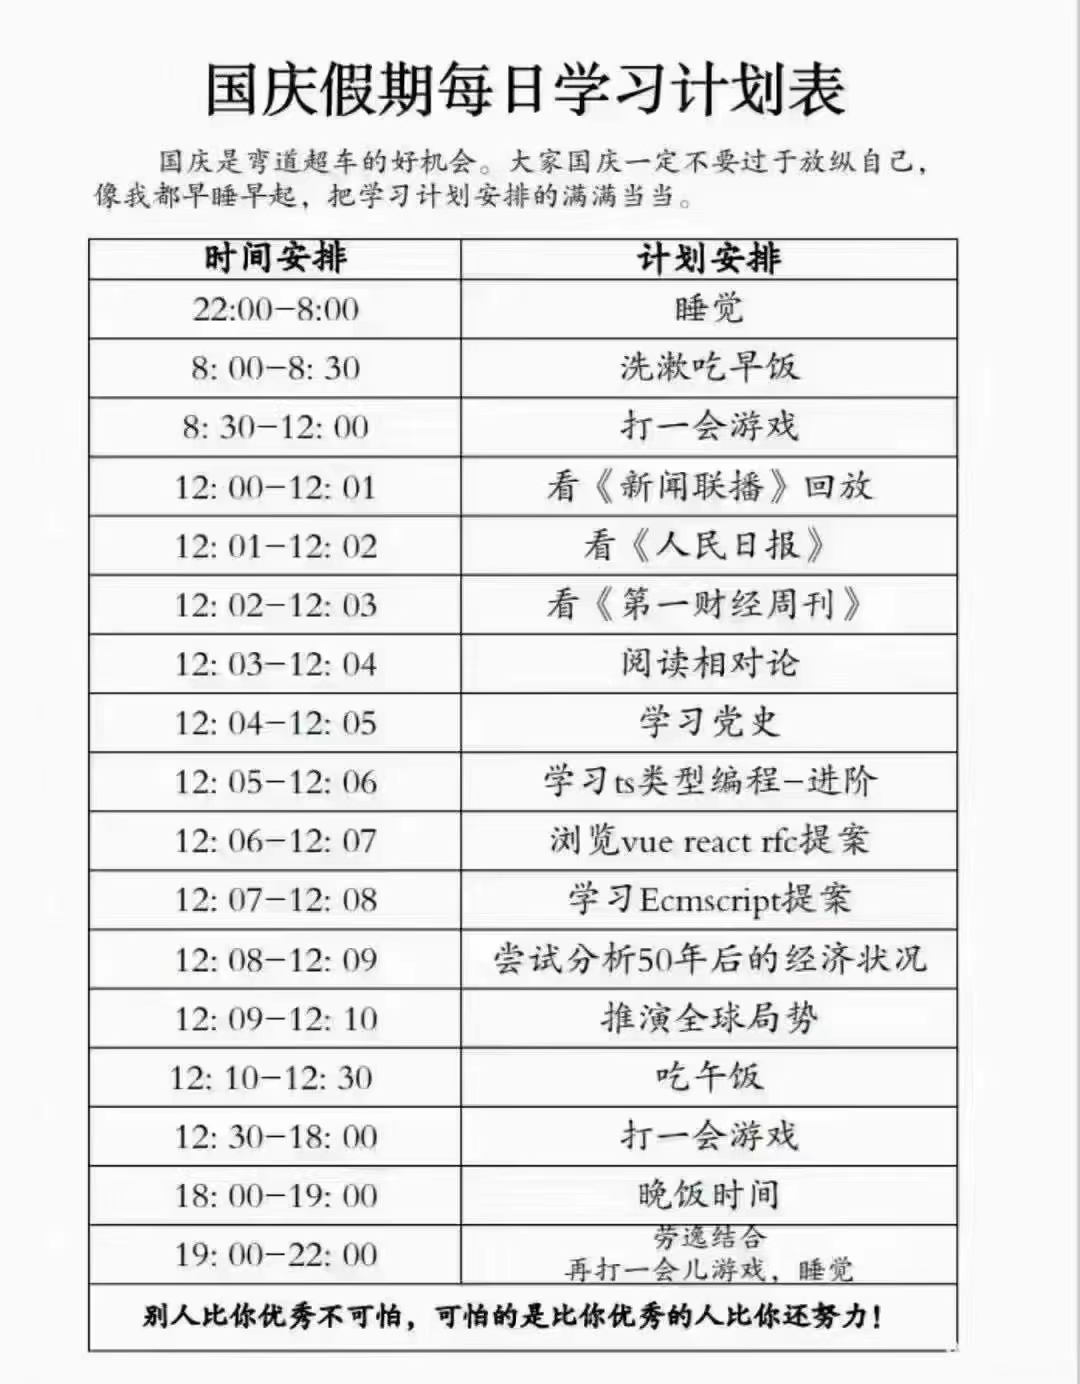 国庆假期每日学习计划表
国庆是弯道超车的好机会。大家国庆一定不要过于放纵自己，
像我都早睡早起，把学习计划安排的满满当当。
时间安排 计划安排
22:00-8:00 睡觉
8: 00-8: 30 洗漱吃早饭
8: 30-12: 00 打一会游戏
12: 00-12: 01 看《新闻联播》回放
12: 01-12: 02 看《人民日报》
12: 02-12: 03 看《第一财经周刊》
12: 03-12: 04 阅读相对论
12: 04-12: 05 学习党史
12: 05-12: 06 学习ts类型编程-进阶
12: 06-12: 07 浏览vue react rfc提案
12: 07-12: 08 学习Ecmscript提案
12: 08-12: 09 尝试分析50年后的经济状况
12: 09-12: 10 推演全球局势
12: 10-12: 30 吃午饭
12: 30-18: 00 打一会游戏
18: 00-19: 00 晚饭时间
19: 00-22: 00 劳逸结合
再打一会儿游戏，睡觉
别人比你优秀不可怕，可怕的是比你优秀的人比你还努力！